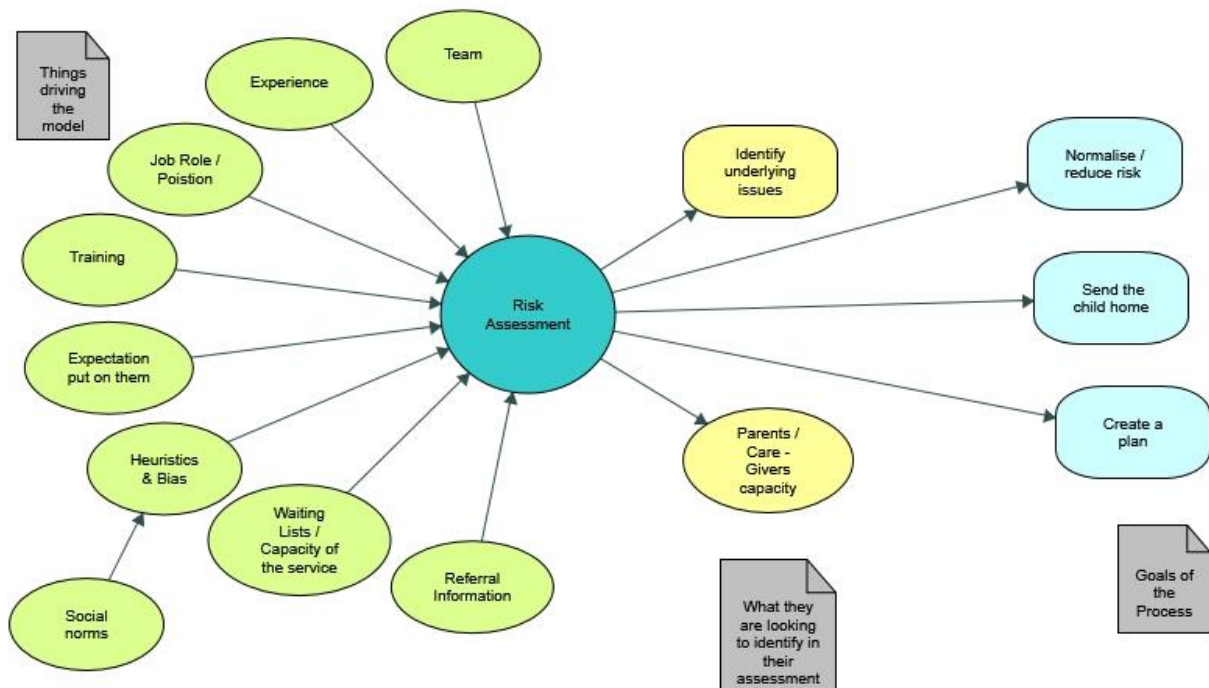 Things
driving
the
model
Experience
Team
Job Role /
Poistion
Training
Expectation
put on them
Heuristics
& Bias
Social
norms
Waiting
Lists /
Capacity of
the service
Referral
Information
Risk
Assessment
Identify
underlying
issues
Parents /
Care -
Givers
capacity
What they
are looking
to identify in
their
assessment
Normalise /
reduce risk
Send the
child home
Create a
plan
Goals of
the
Process